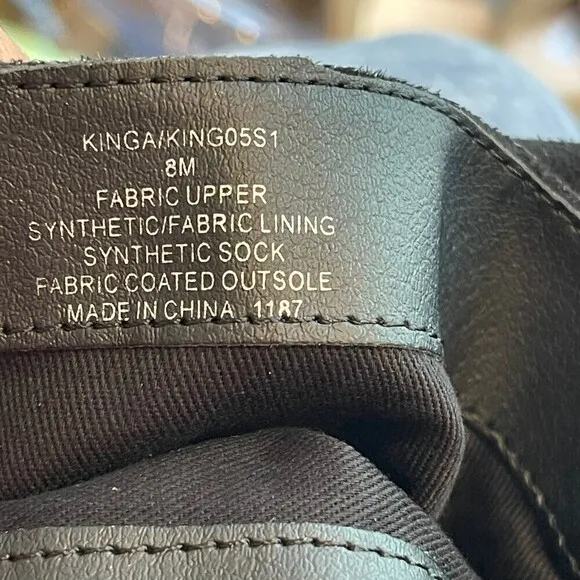 KINGA/KING05S1
8M
FABRIC UPPER
SYNTHETIC/FABRIC LINING
SYNTHETIC SOCK
FABRIC COATED OUTSOLE
MADE IN CHINA 1187